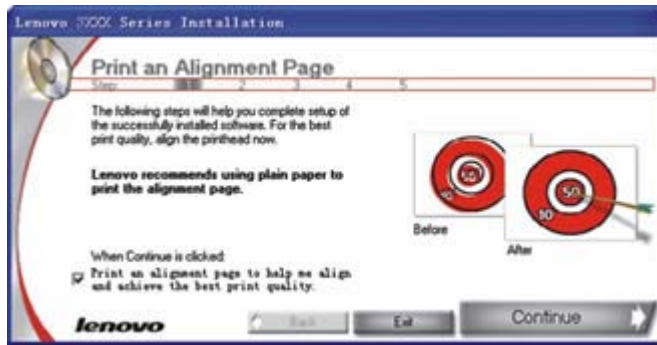 Lenovo 3XXX Series Installation
Print an Alignment Page
Step: 2 3 4 5
The following steps will help you complete setup of
the successfully installed software. For the best
print quality, align the printhead now.
Lenovo recommends using plain paper to
print the alignment page.
50
10
50
10
Before
After
When Continue is clicked:
Print an alignment page to help me align
and achieve the best print quality.
lenovo
Back
Exit
Continue